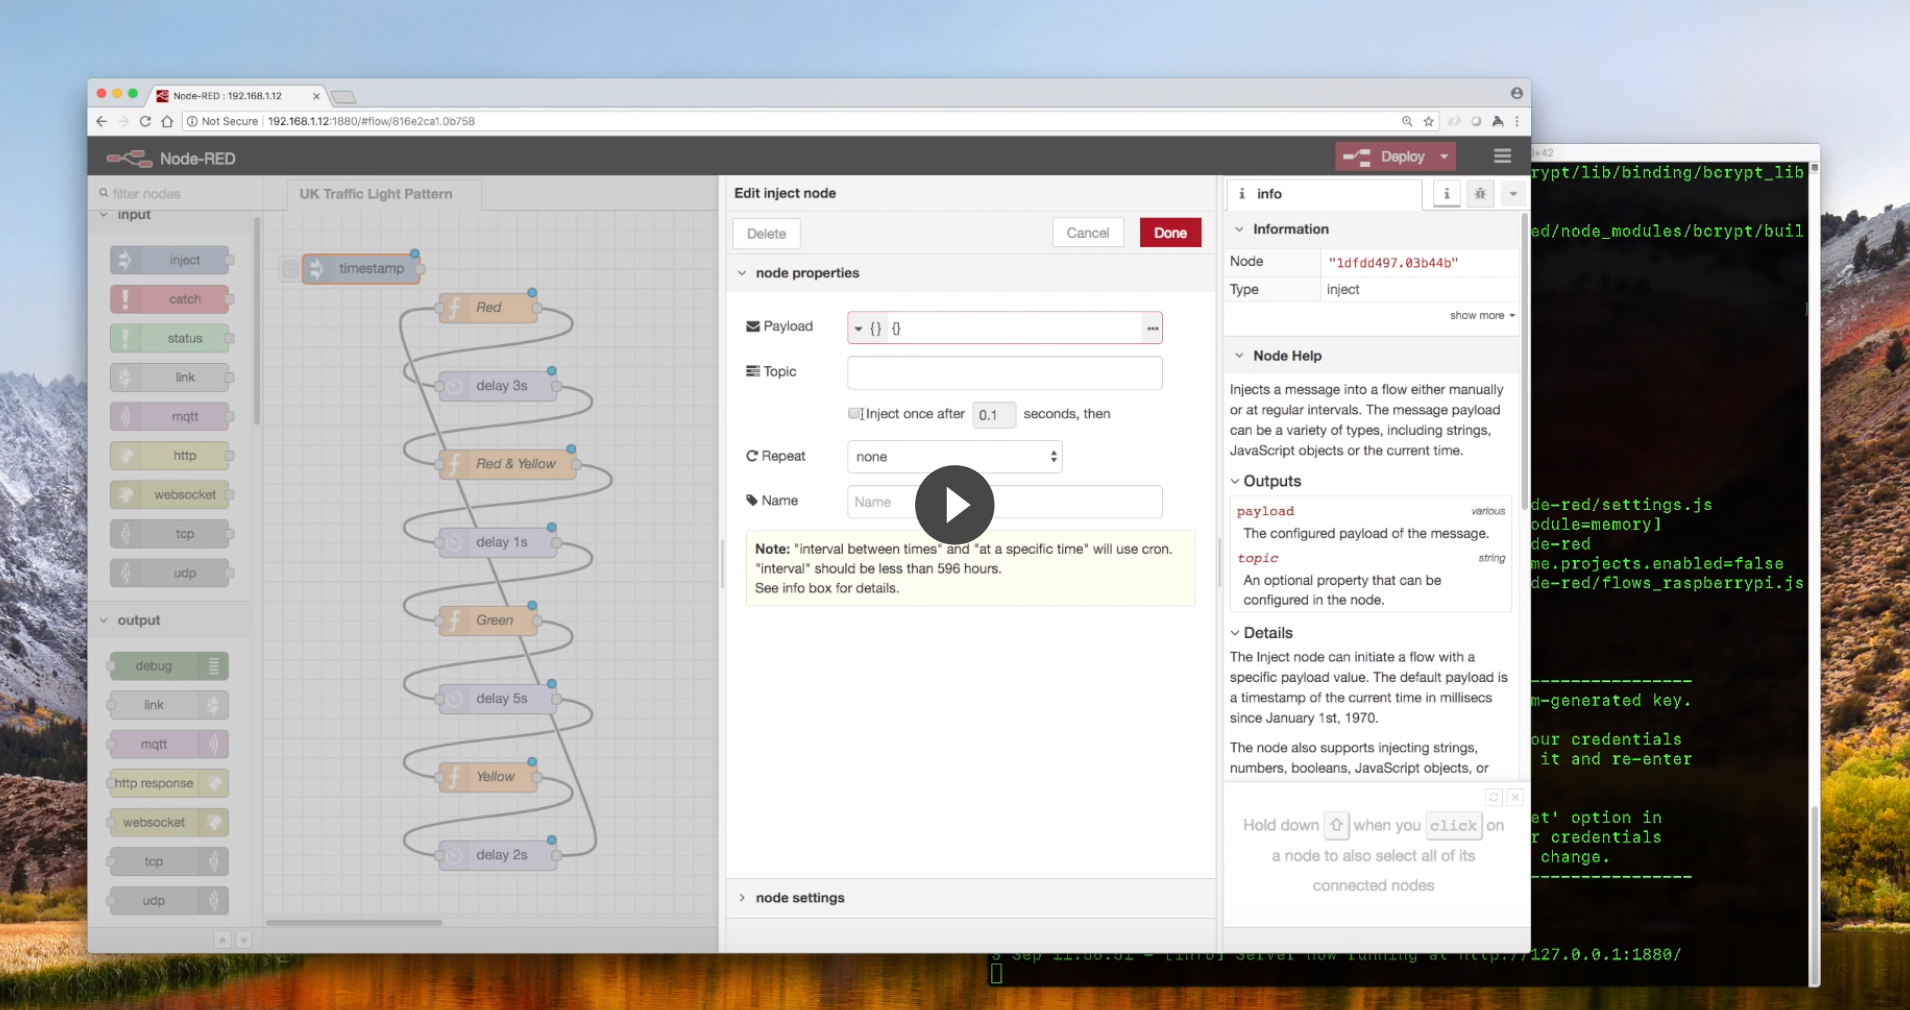 Node-RED : 192.168.1.12
Not Secure
192.168.1.12:1880/#flow/816e2ca1.0b758
Node-RED
Deploy
filter nodes
input
inject
catch
status
link
mqtt
http
websocket
tcp
udp
output
debug
link
mqtt
http response
websocket
tcp
udp
UK Traffic Light Pattern
timestamp
Red
delay 3s
Red & Yellow
delay 1s
Green
delay 5s
Yellow
delay 2s
Edit inject node
Delete
Cancel
Done
node properties
Payload
{} {}
Topic
Inject once after 0.1 seconds, then
Repeat
none
Name
Name
Note: "interval between times" and "at a specific time" will use cron.
"interval" should be less than 596 hours.
See info box for details.
node settings
info
Information
Node "1dfdd497.03b44b"
Type inject
show more
Node Help
Injects a message into a flow either manually
or at regular intervals. The message payload
can be a variety of types, including strings,
JavaScript objects or the current time.
Outputs
payload various
The configured payload of the message.
topic string
An optional property that can be
configured in the node.
Details
The Inject node can initiate a flow with a
specific payload value. The default payload is
a timestamp of the current time in millisecs
since January 1st, 1970.
The node also supports injecting strings,
numbers, booleans, JavaScript objects, or
Hold down ⇧ when you click on
a node to also select all of its
connected nodes
×42
rypt/lib/binding/bcrypt_lib
ed/node_modules/bcrypt/buil
de-red/settings.js
odule=memory]
de-red
me.projects.enabled=false
de-red/flows_raspberrypi.js
---------------
m-generated key.
our credentials
it and re-enter
et' option in
r credentials
change.
---------------
3 Sep 11:58:51 - [info] Server now running at http://127.0.0.1:1880/